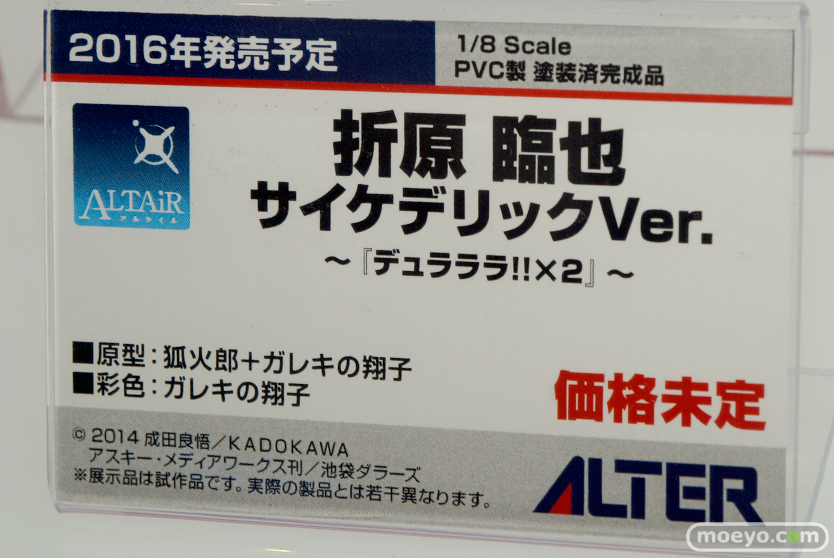 2016年発売予定
1/8 Scale
PVC製 塗装済完成品
ALTAiR
アルタイル
折原 臨也
サイケデリックVer.
～『デュラララ!!×2』～
■原型：狐火郎＋ガレキの翔子
■彩色：ガレキの翔子
価格未定
© 2014 成田良悟／KADOKAWA
アスキー・メディアワークス刊／池袋ダラーズ
※展示品は試作品です。実際の製品とは若干異なります。
ALTER
moeyo.com